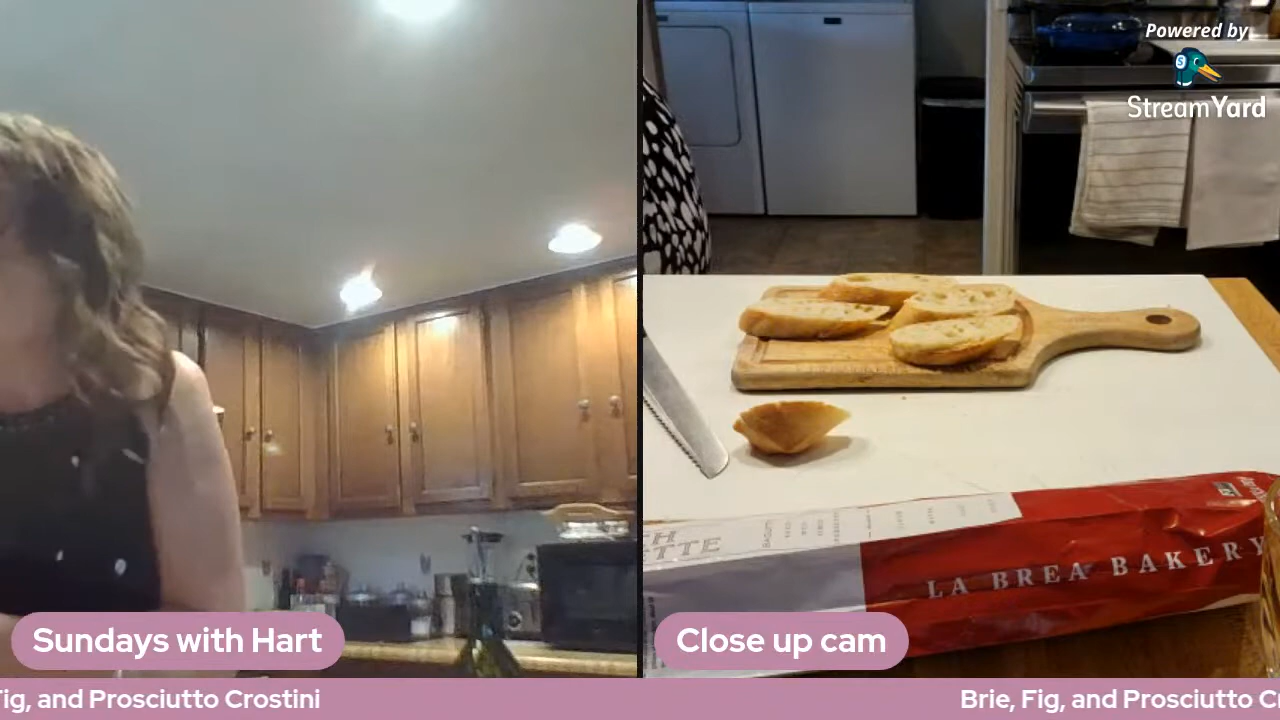 Powered by
StreamYard
TTE
LA BREA BAKERY
Sundays with Hart
Close up cam
Fig, and Prosciutto Crostini
Brie, Fig, and Prosciutto C